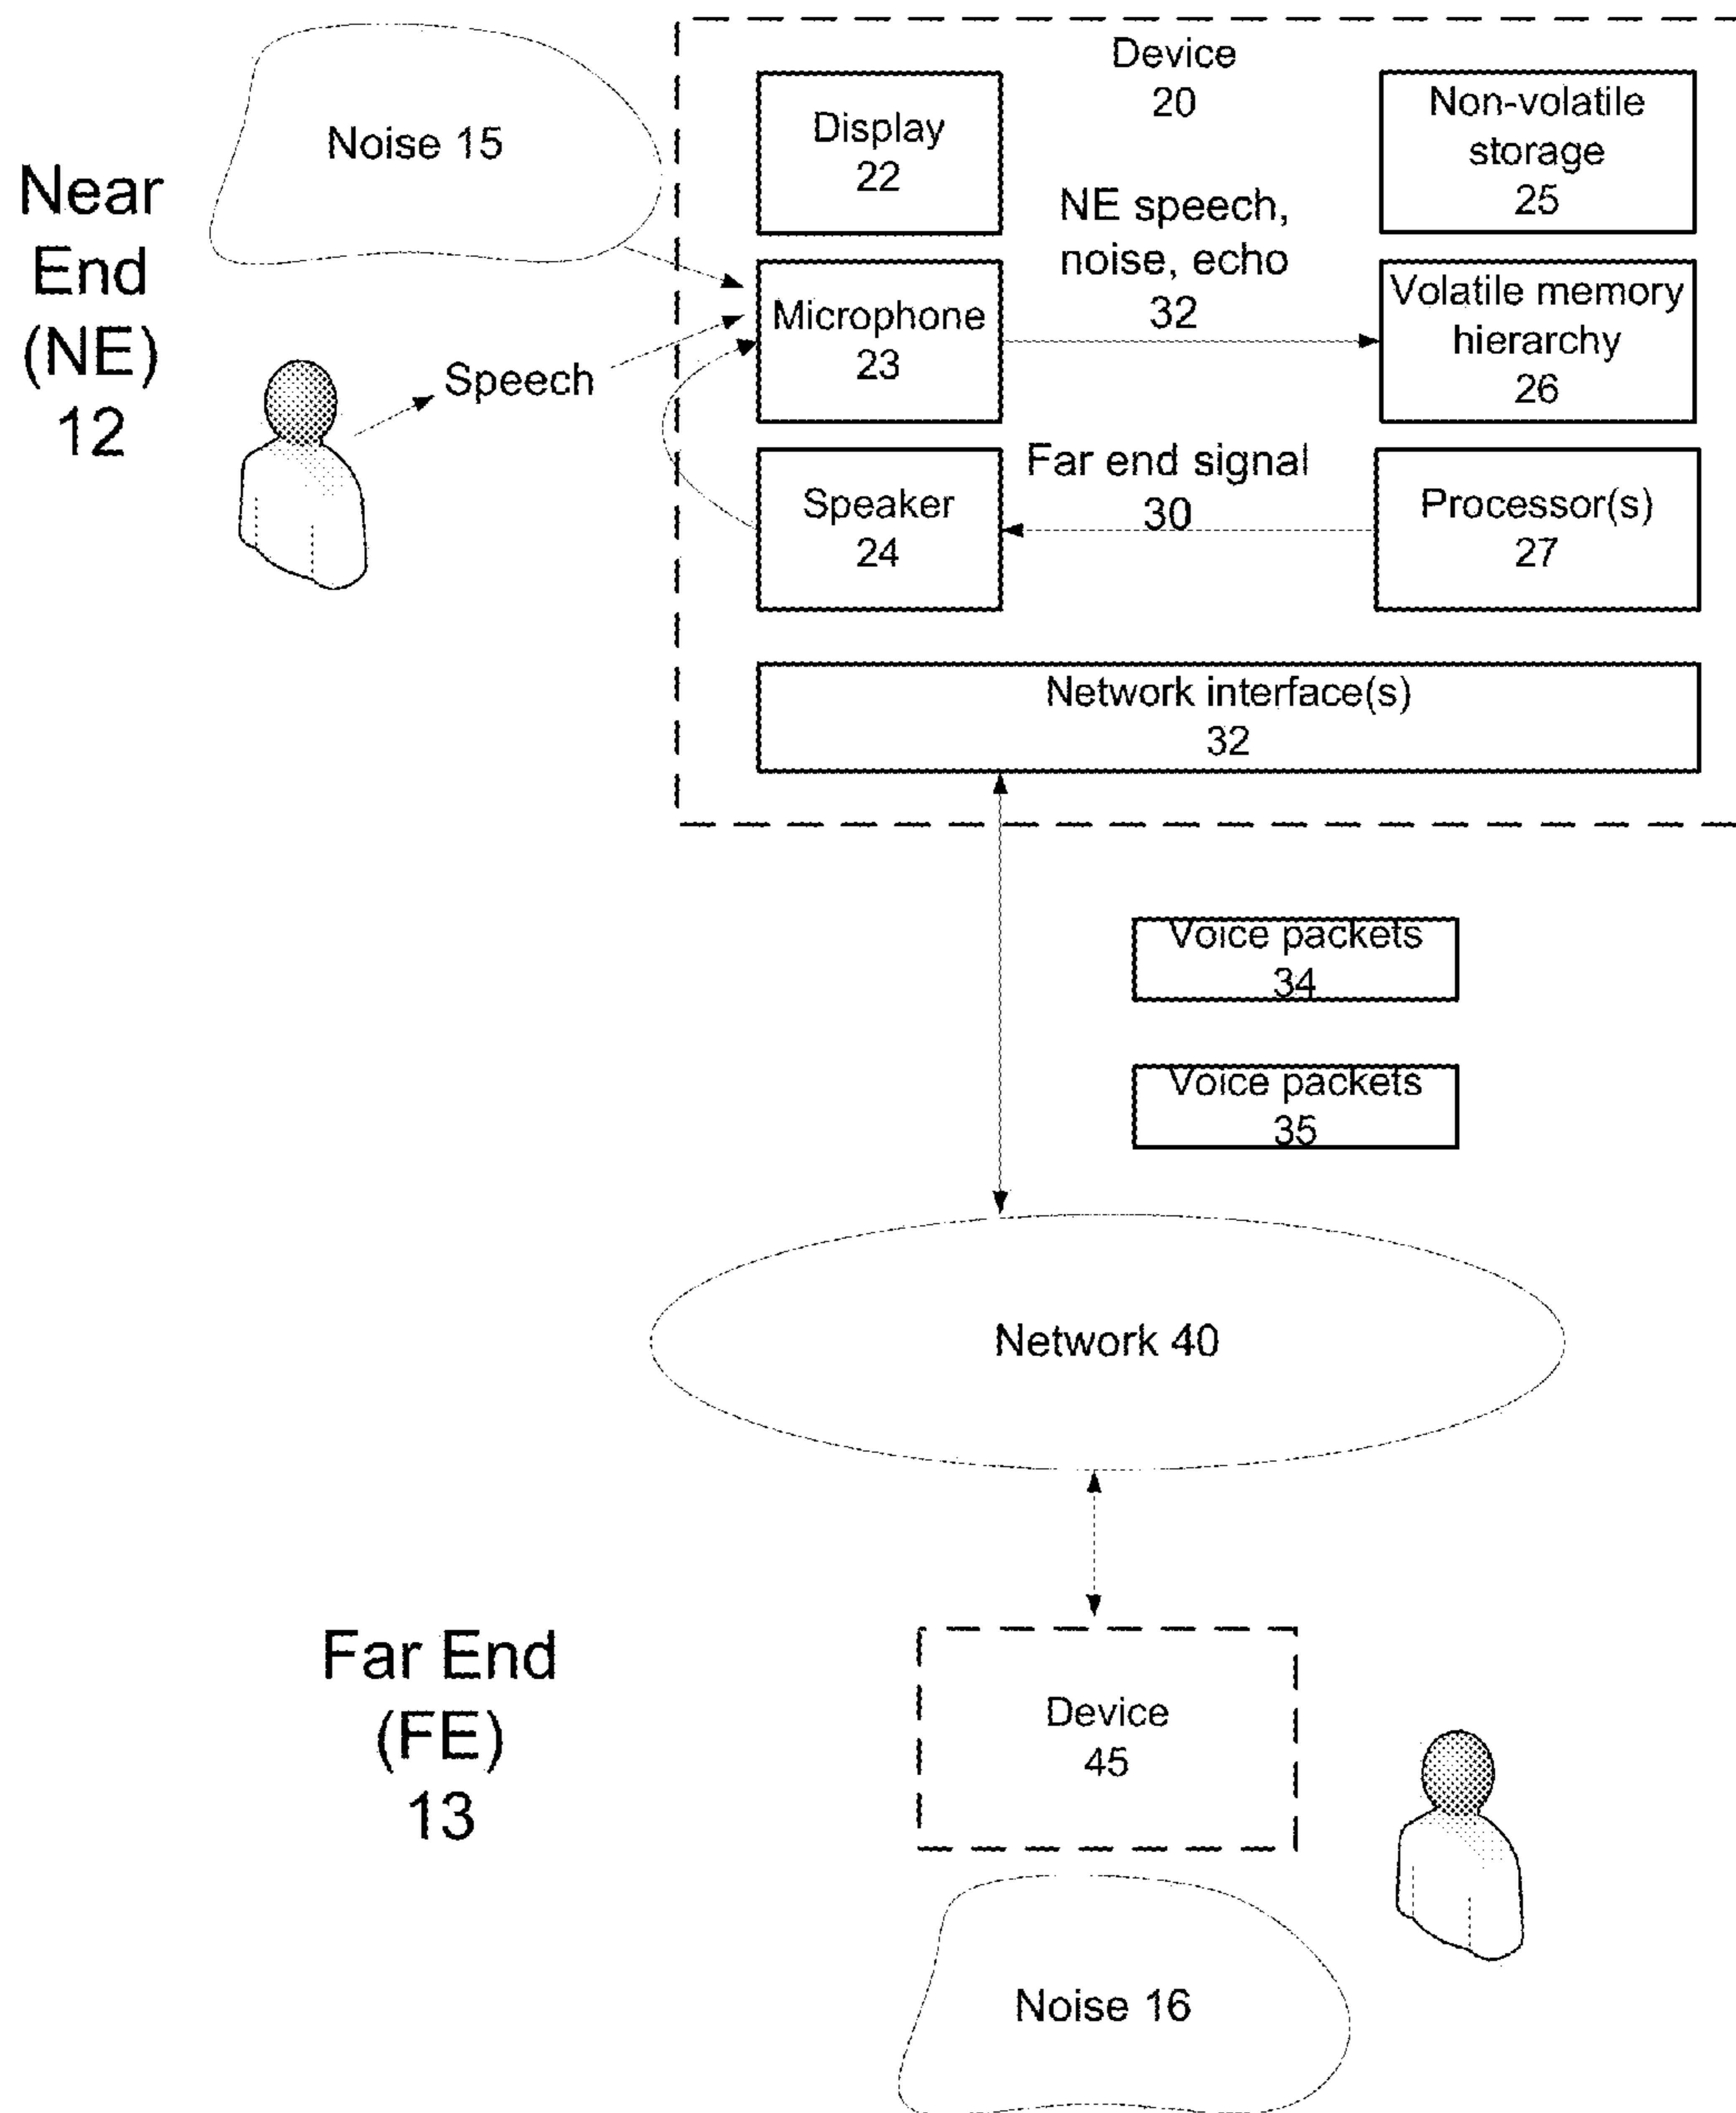 Near
End
(NE)
12
Noise 15
Speech
Device
20
Display
22
Non-volatile
storage
25
NE speech,
noise, echo
32
Microphone
23
Volatile memory
hierarchy
26
Far end signal
30
Speaker
24
Processor(s)
27
Network interface(s)
32
Voice packets
34
Voice packets
35
Network 40
Far End
(FE)
13
Device
45
Noise 16